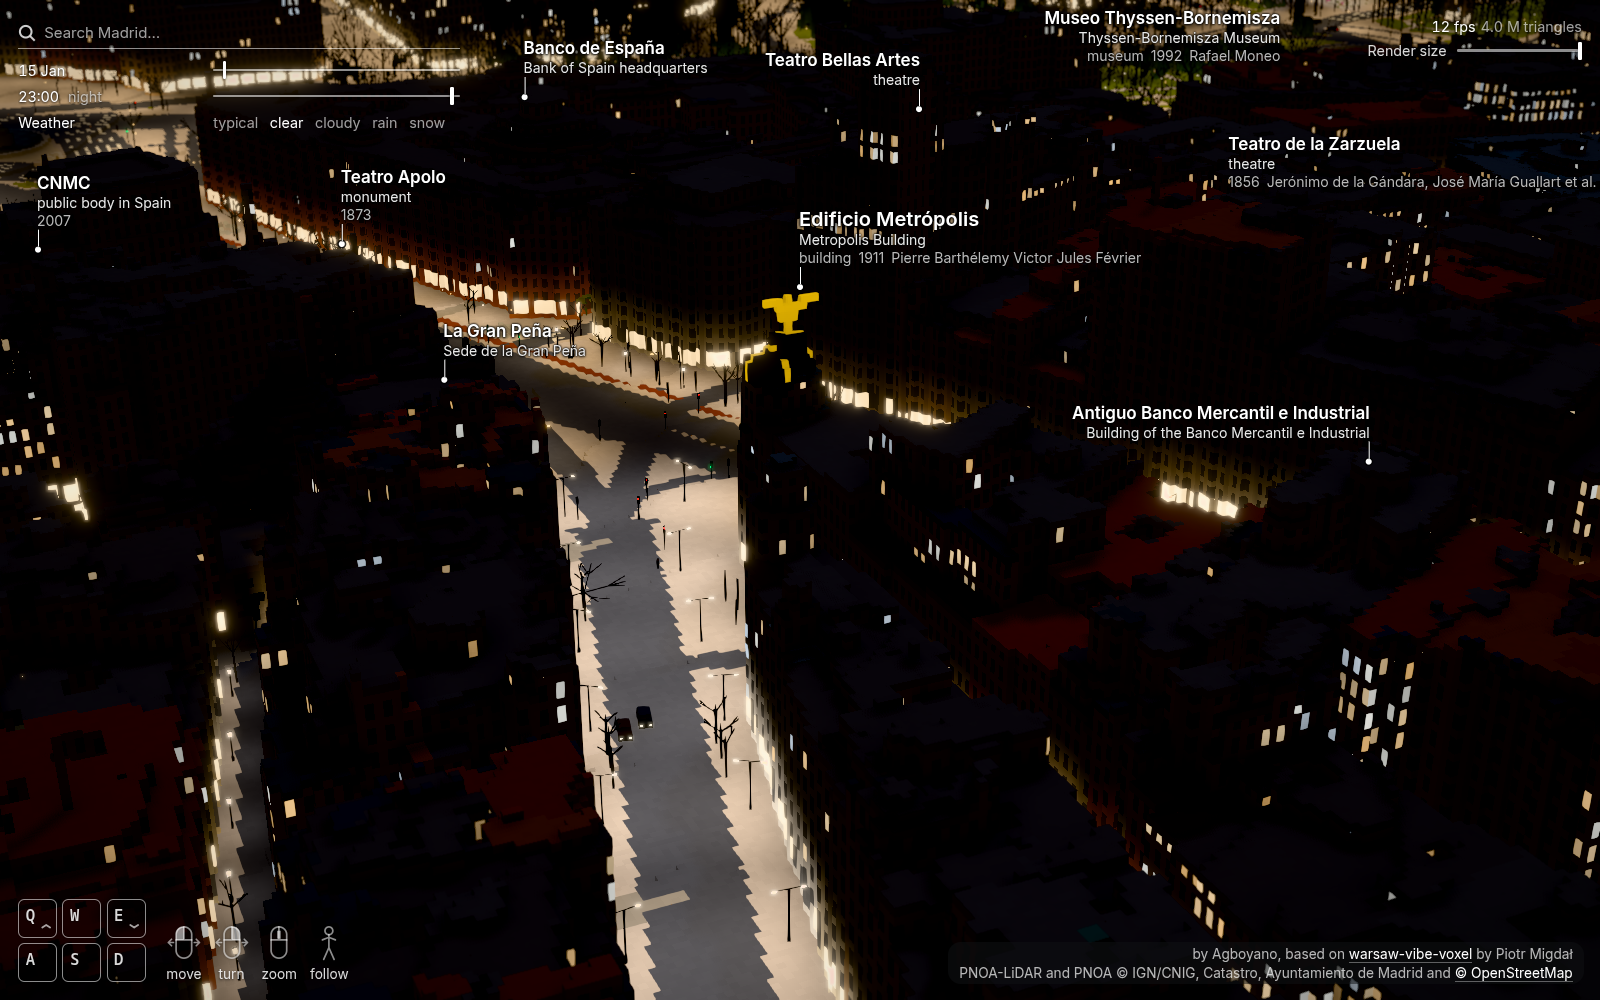 Search Madrid...
15 Jan
23:00 night
Weather
typical clear cloudy rain snow
12 fps 4.0 M triangles
Render size
Banco de España
Bank of Spain headquarters
Teatro Bellas Artes
theatre
Museo Thyssen-Bornemisza
Thyssen-Bornemisza Museum
museum 1992 Rafael Moneo
Teatro de la Zarzuela
theatre
1856 Jerónimo de la Gándara, José María Guallart et al.
CNMC
public body in Spain
2007
Teatro Apolo
monument
1873
Edificio Metrópolis
Metropolis Building
building 1911 Pierre Barthélemy Victor Jules Février
La Gran Peña
Sede de la Gran Peña
Antiguo Banco Mercantil e Industrial
Building of the Banco Mercantil e Industrial
Q W E
A S D
move turn zoom follow
by Agboyano, based on warsaw-vibe-voxel by Piotr Migdał
PNOA-LiDAR and PNOA © IGN/CNIG, Catastro, Ayuntamiento de Madrid and © OpenStreetMap